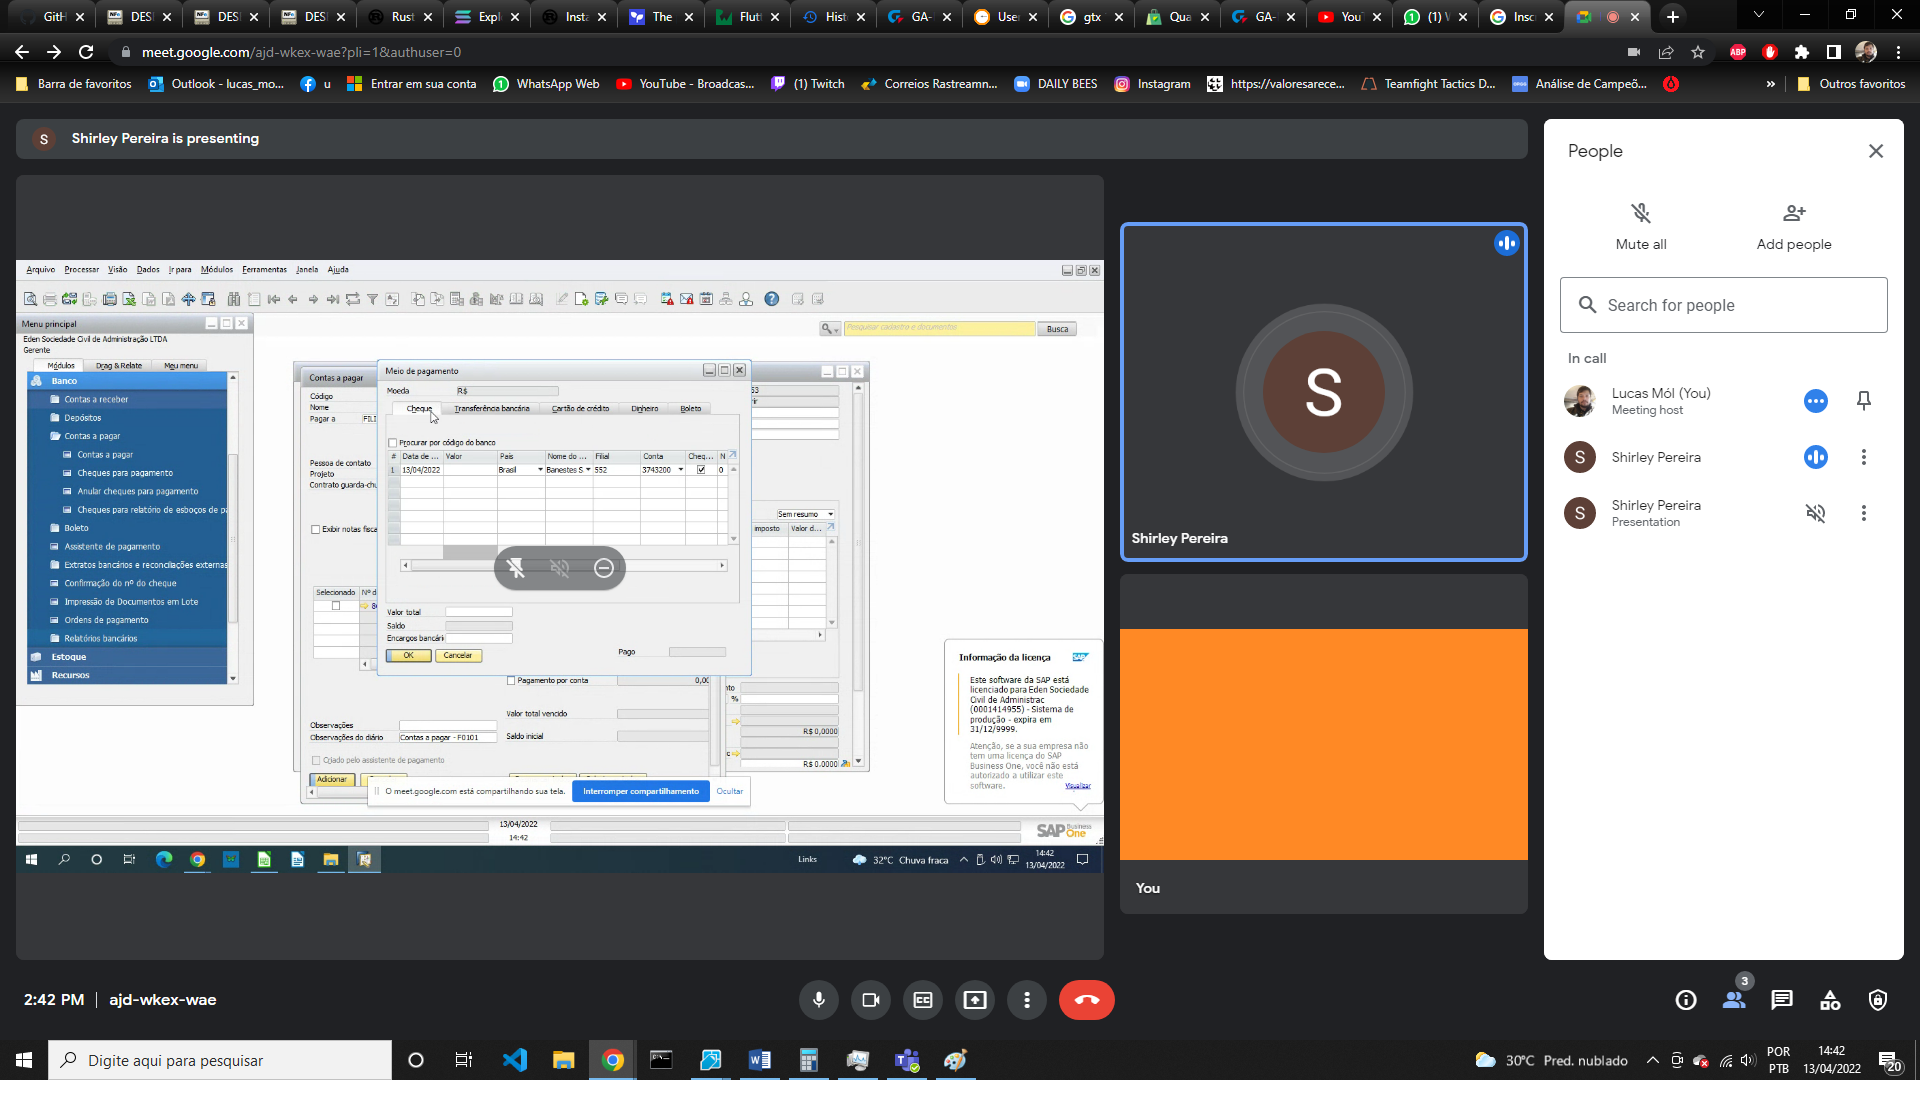 GitH
DESI
DESI
DESI
Rust
Expl
Insta
The
Flutt
Hist
GA-
User
gtx
Qua
GA-
YouT
(1) W
Inscr
meet.google.com/ajd-wkex-wae?pli=1&authuser=0
ABP
Barra de favoritos
Outlook - lucas_mo...
u
Entrar em sua conta
WhatsApp Web
YouTube - Broadcas...
(1) Twitch
Correios Rastreamn...
DAILY BEES
Instagram
https://valoresarece...
Teamfight Tactics D...
Análise de Campeõ...
»
Outros favoritos
S
Shirley Pereira is presenting
Arquivo Processar Visão Dados Ir para Módulos Ferramentas Janela Ajuda
Menu principal
Pesquisar cadastro e documentos
Busca
Eden Sociedade Civil de Administração LTDA
Gerente
Módulos
Drag & Relate
Meu menu
Banco
Contas a receber
Depósitos
Contas a pagar
Contas a pagar
Cheques para pagamento
Anular cheques para pagamento
Cheques para relatório de esboços de pa
Boleto
Assistente de pagamento
Extratos bancários e reconciliações externas
Confirmação do nº do cheque
Impressão de Documentos em Lote
Ordens de pagamento
Relatórios bancários
Estoque
Recursos
Contas a pagar
Código
Nome
Pagar a
FILI
Pessoa de contato
Projeto
Contrato guarda-chu
Exibir notas fisca
Selecionado
Nº d
Meio de pagamento
Moeda
R$
Cheque
Transferência bancária
Cartão de crédito
Dinheiro
Boleto
Procurar por código do banco
# Data de ... Valor País Nome do ... Filial Conta Cheq... N
1 13/04/2022 Brasil Banestes S 552 3743200 0
Valor total
Saldo
Encargos bancári
OK
Cancelar
Pago
53
Sem resumo
imposto
Valor d...
Pagamento por conta
0,00
Valor total vencido
Observações
Observações do diário
Contas a pagar - F0101
Saldo inicial
Criado pelo assistente de pagamento
Adicionar
%
R$ 0,0000
R$ 0.0000
O meet.google.com está compartilhando sua tela.
Interromper compartilhamento
Ocultar
Informação da licença
SAP
Este software da SAP está
licenciado para Eden Sociedade
Civil de Administrac
(0001414955) - Sistema de
produção - expira em
31/12/9999.
Atenção, se a sua empresa não
tem uma licença do SAP
Business One, você não está
autorizado a utilizar este
software.
Visualizar
13/04/2022
14:42
SAP Business One
Links
32°C Chuva fraca
14:42
13/04/2022
S
Shirley Pereira
You
People
Mute all
Add people
Search for people
In call
Lucas Mól (You)
Meeting host
S
Shirley Pereira
S
Shirley Pereira
Presentation
2:42 PM | ajd-wkex-wae
3
Digite aqui para pesquisar
30°C Pred. nublado
POR
PTB
14:42
13/04/2022
20